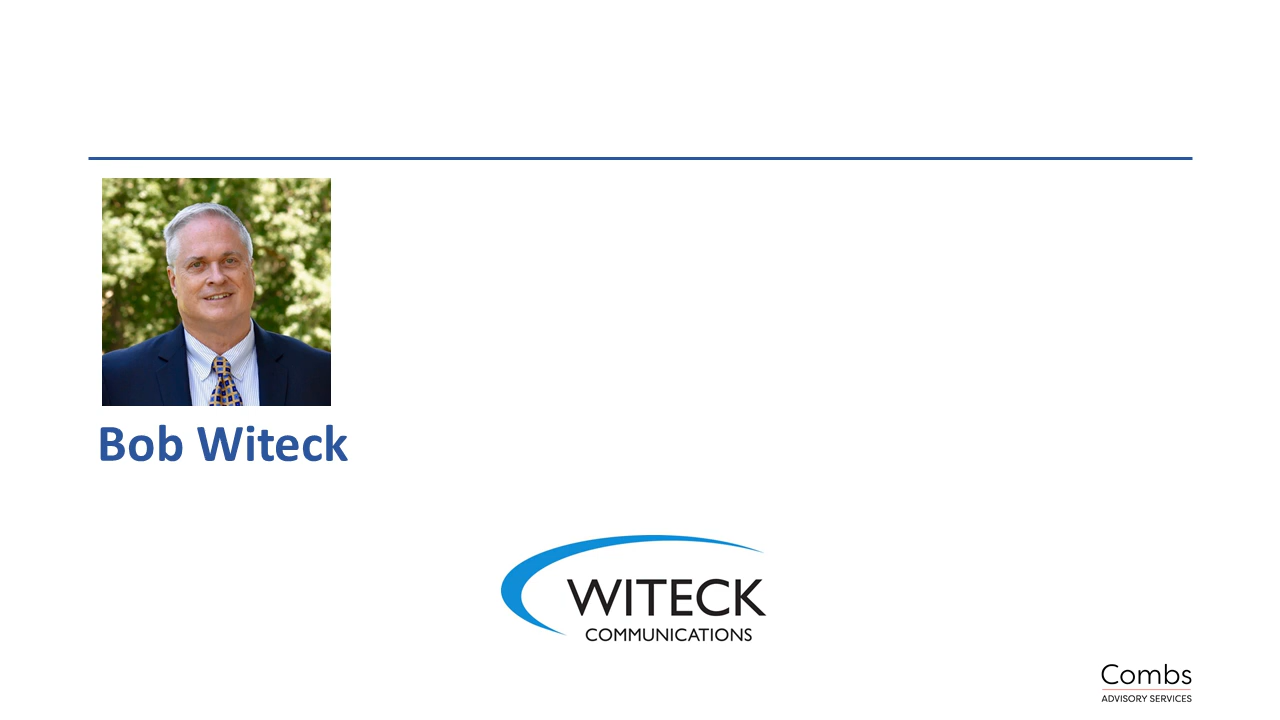 Bob Witeck
WITECK
COMMUNICATIONS
Combs
ADVISORY SERVICES